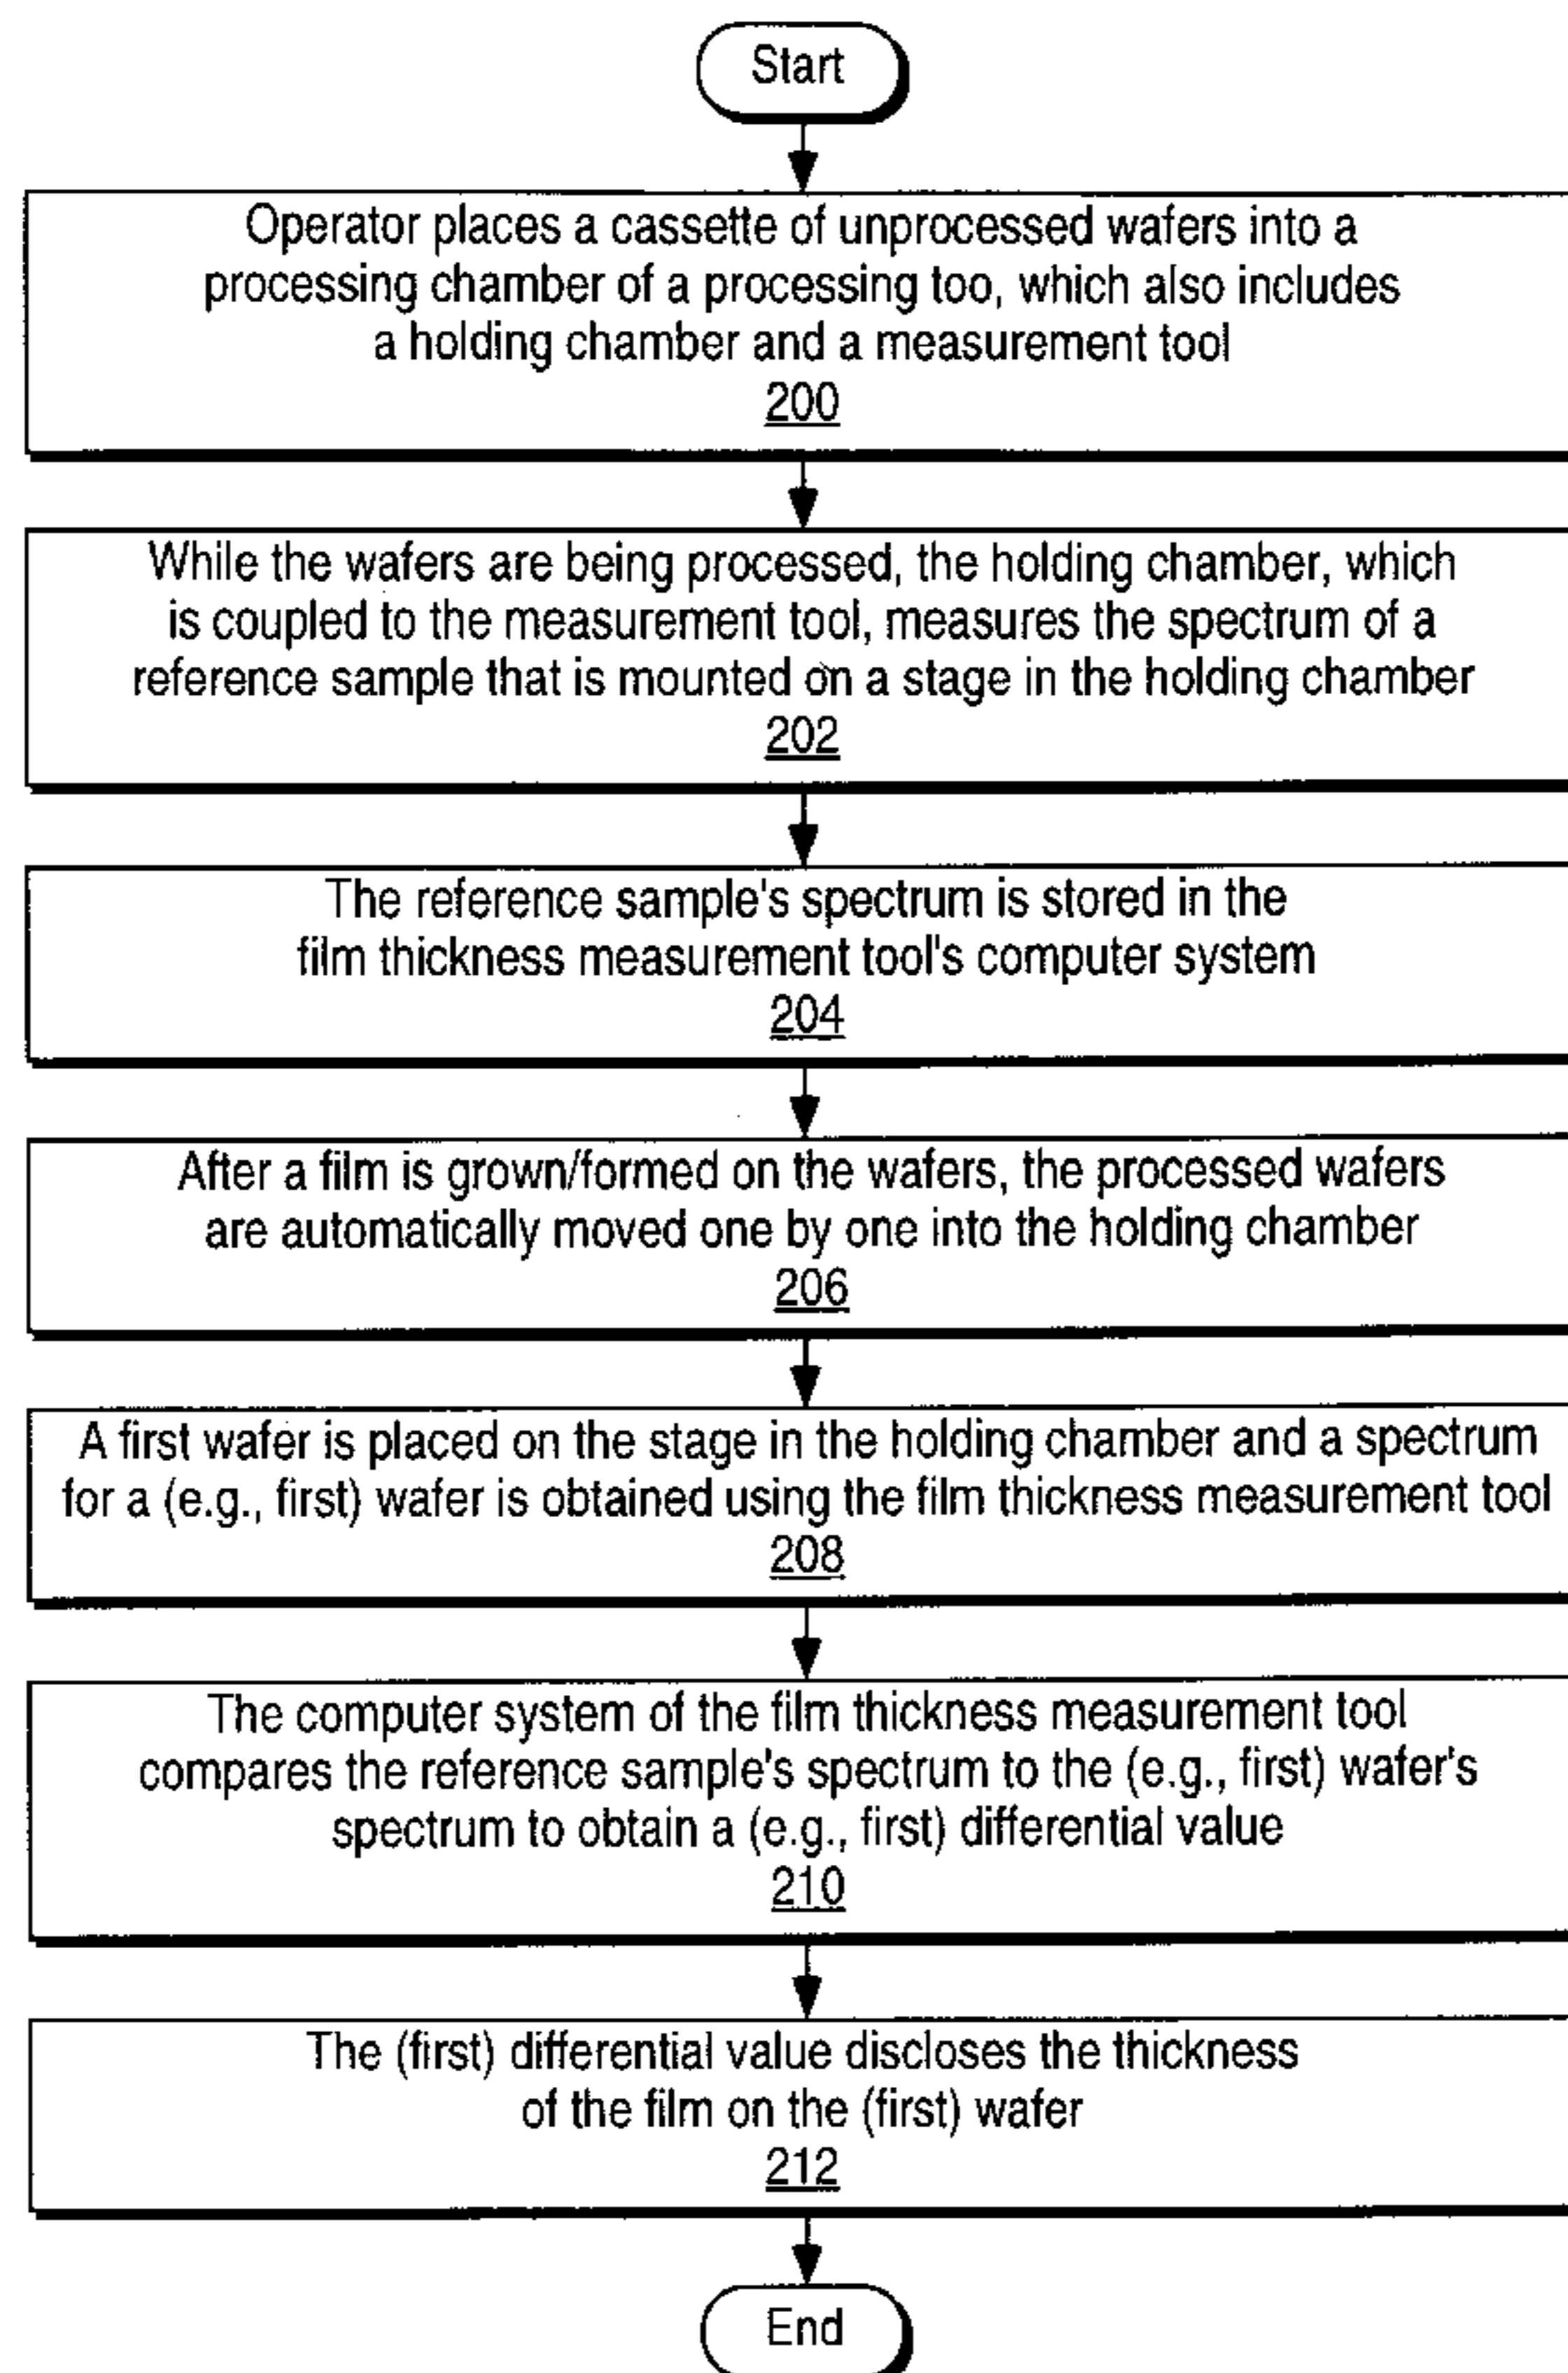 Start
Operator places a cassette of unprocessed wafers into a
processing chamber of a processing too, which also includes
a holding chamber and a measurement tool
200
While the wafers are being processed, the holding chamber, which
is coupled to the measurement tool, measures the spectrum of a
reference sample that is mounted on a stage in the holding chamber
202
The reference sample's spectrum is stored in the
film thickness measurement tool's computer system
204
After a film is grown/formed on the wafers, the processed wafers
are automatically moved one by one into the holding chamber
206
A first wafer is placed on the stage in the holding chamber and a spectrum
for a (e.g., first) wafer is obtained using the film thickness measurement tool
208
The computer system of the film thickness measurement tool
compares the reference sample's spectrum to the (e.g., first) wafer's
spectrum to obtain a (e.g., first) differential value
210
The (first) differential value discloses the thickness
of the film on the (first) wafer
212
End